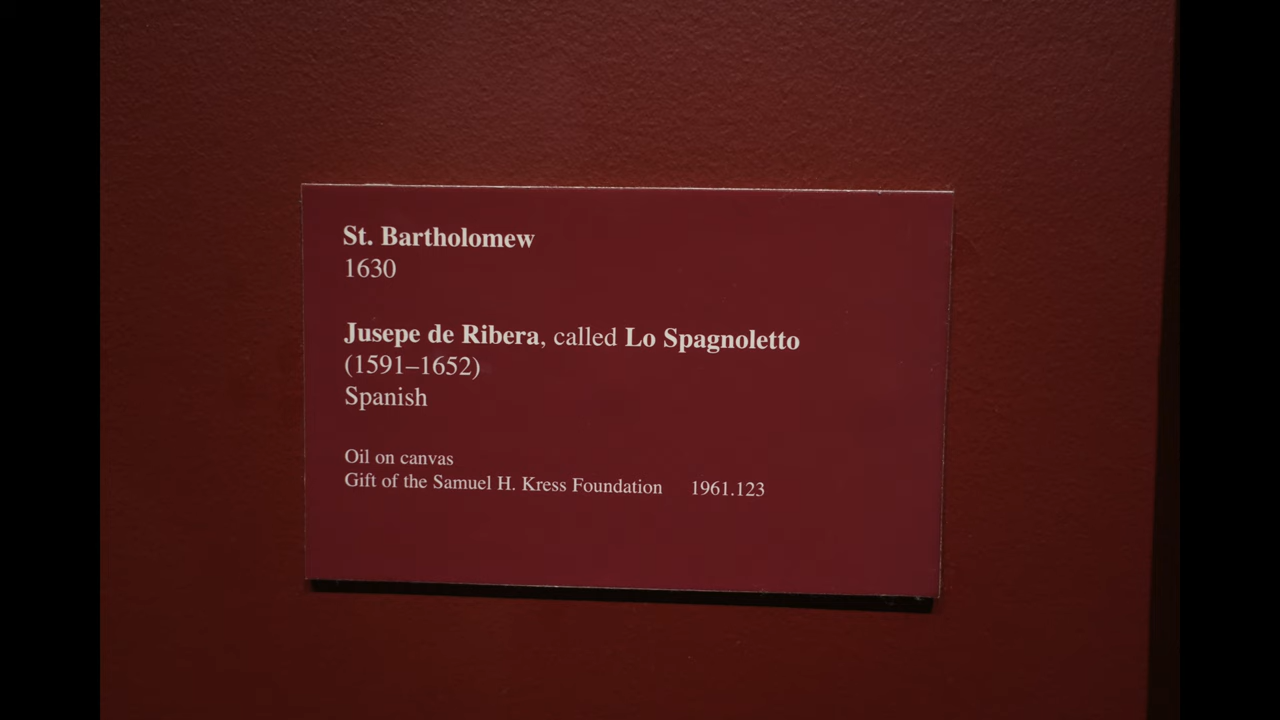 St. Bartholomew
1630
Jusepe de Ribera, called Lo Spagnoletto
(1591–1652)
Spanish
Oil on canvas
Gift of the Samuel H. Kress Foundation 1961.123